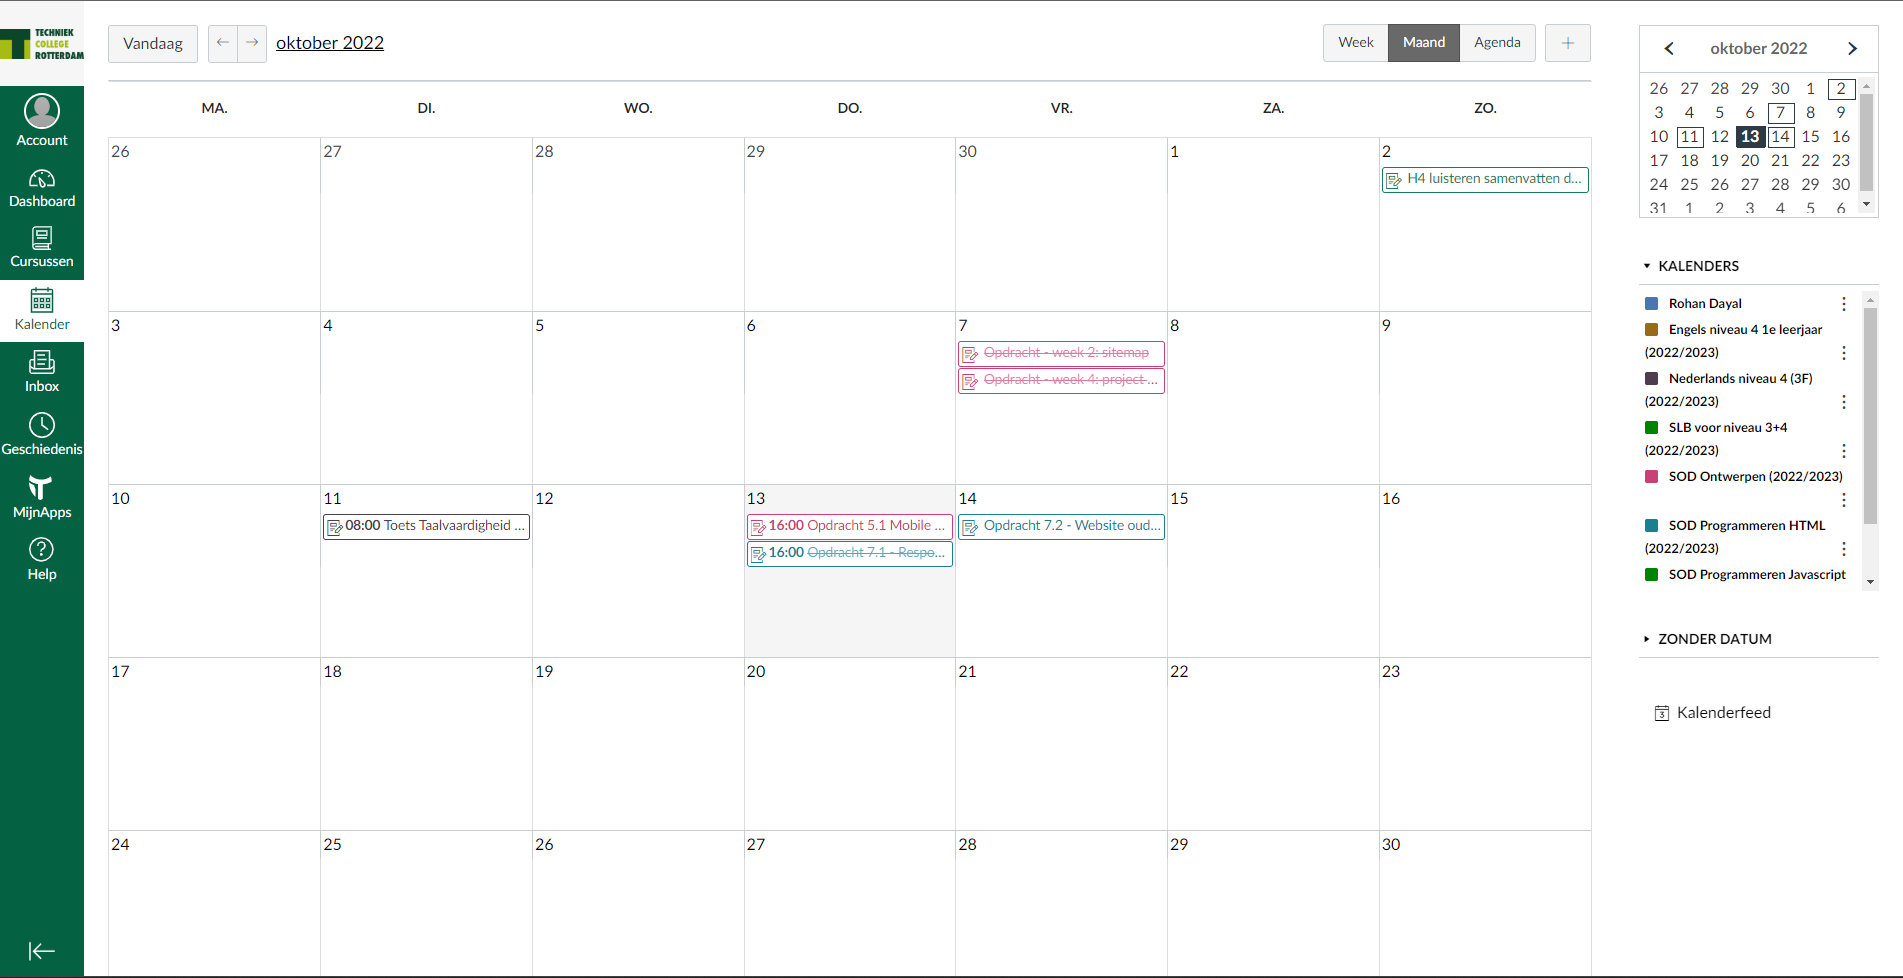 TECHNIEK
COLLEGE
ROTTERDAM
Account
Dashboard
Cursussen
Kalender
Inbox
Geschiedenis
MijnApps
Help
Vandaag
oktober 2022
Week Maand Agenda
MA. DI. WO. DO. VR. ZA. ZO.
26 27 28 29 30 1 2
H4 luisteren samenvatten d...
3 4 5 6 7 8 9
Opdracht - week 2: sitemap
Opdracht - week 4: project ...
10 11 12 13 14 15 16
08:00 Toets Taalvaardigheid ...
16:00 Opdracht 5.1 Mobile ...
Opdracht 7.2 - Website oud...
16:00 Opdracht 7.1 - Respo...
17 18 19 20 21 22 23
24 25 26 27 28 29 30
oktober 2022
26 27 28 29 30 1 2
3 4 5 6 7 8 9
10 11 12 13 14 15 16
17 18 19 20 21 22 23
24 25 26 27 28 29 30
31 1 2 3 4 5 6
KALENDERS
Rohan Dayal
Engels niveau 4 1e leerjaar
(2022/2023)
Nederlands niveau 4 (3F)
(2022/2023)
SLB voor niveau 3+4
(2022/2023)
SOD Ontwerpen (2022/2023)
SOD Programmeren HTML
(2022/2023)
SOD Programmeren Javascript
ZONDER DATUM
3 Kalenderfeed